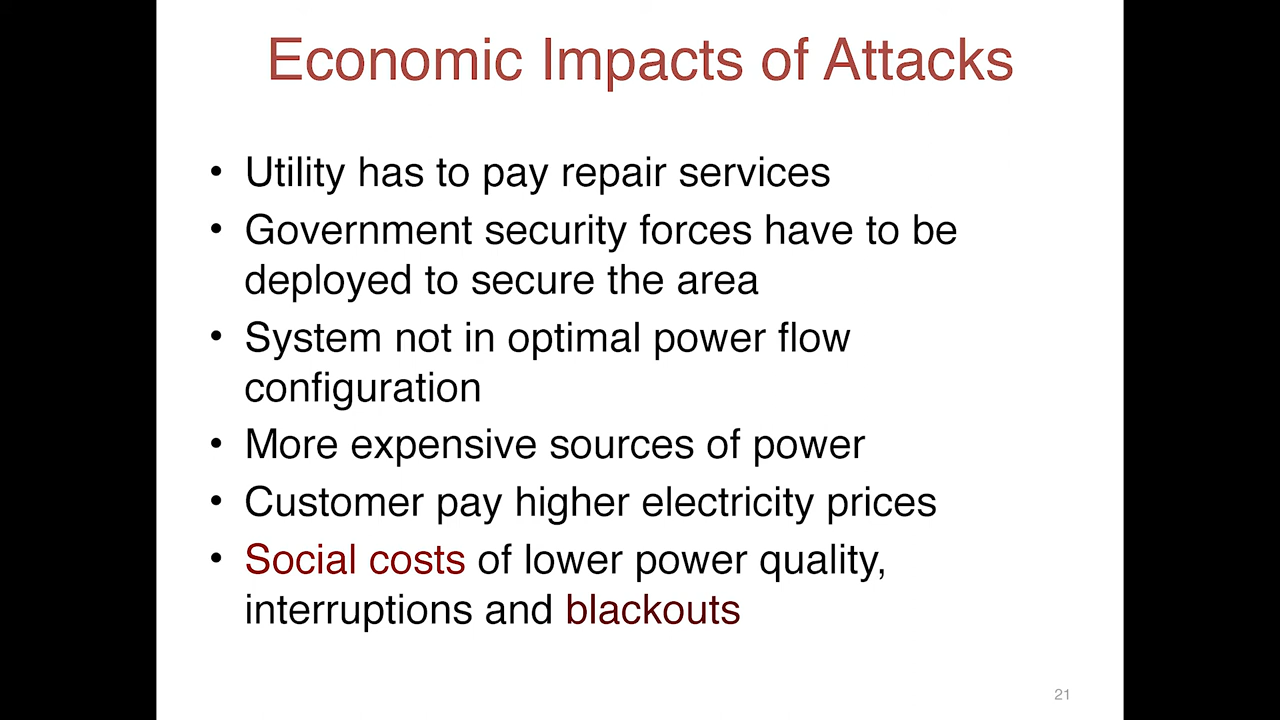 Economic Impacts of Attacks
• Utility has to pay repair services
• Government security forces have to be
deployed to secure the area
• System not in optimal power flow
configuration
• More expensive sources of power
• Customer pay higher electricity prices
• Social costs of lower power quality,
interruptions and blackouts
21